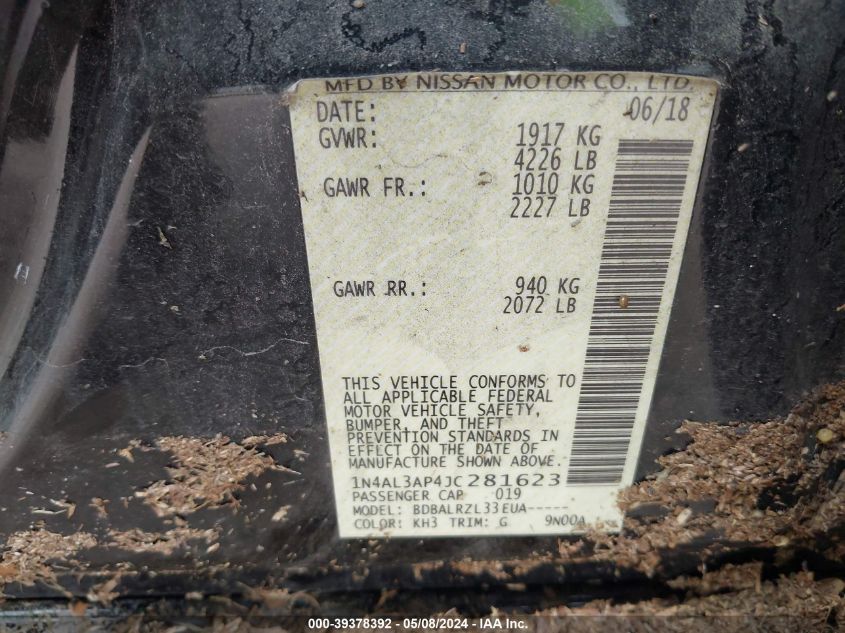 MFD BY NISSAN MOTOR CO., LTD.
DATE: 06/18
GVWR: 1917 KG
4226 LB
GAWR FR.: 1010 KG
2227 LB
GAWR RR.: 940 KG
2072 LB
THIS VEHICLE CONFORMS TO
ALL APPLICABLE FEDERAL
MOTOR VEHICLE SAFETY,
BUMPER, AND THEFT
PREVENTION STANDARDS IN
EFFECT ON THE DATE OF
MANUFACTURE SHOWN ABOVE.
1N4AL3AP4JC281623
PASSENGER CAR 019
MODEL: BDBALRZL33EUA-----
COLOR: KH3 TRIM: G 9N00A
000-39378392 - 05/08/2024 - IAA Inc.